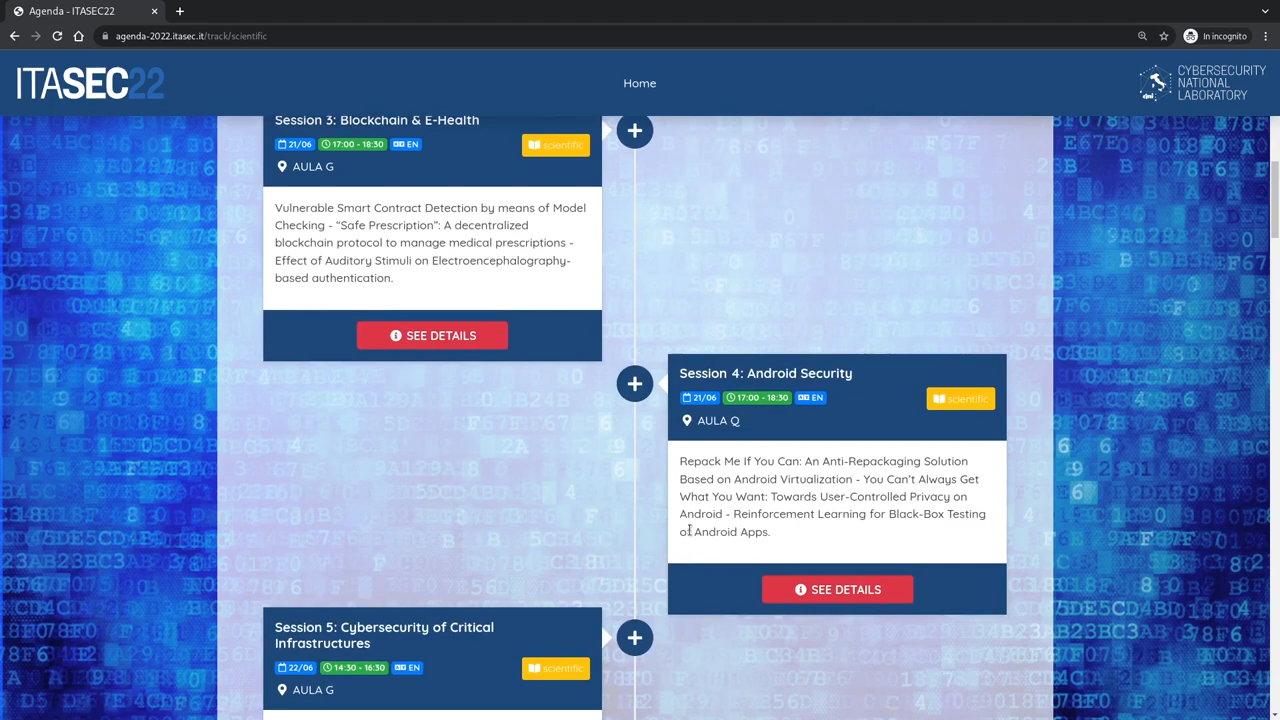 Agenda - ITASEC22
agenda-2022.itasec.it/track/scientific
In incognito
ITASEC22
Home
CYBERSECURITY
NATIONAL
LABORATORY
Session 3: Blockchain & E-Health
21/06 17:00 - 18:30 EN
scientific
AULA G
Vulnerable Smart Contract Detection by means of Model
Checking - “Safe Prescription”: A decentralized
blockchain protocol to manage medical prescriptions -
Effect of Auditory Stimuli on Electroencephalography-
based authentication.
SEE DETAILS
Session 4: Android Security
21/06 17:00 - 18:30 EN
scientific
AULA Q
Repack Me If You Can: An Anti-Repackaging Solution
Based on Android Virtualization - You Can’t Always Get
What You Want: Towards User-Controlled Privacy on
Android - Reinforcement Learning for Black-Box Testing
of Android Apps.
SEE DETAILS
Session 5: Cybersecurity of Critical
Infrastructures
22/06 14:30 - 16:30 EN
scientific
AULA G